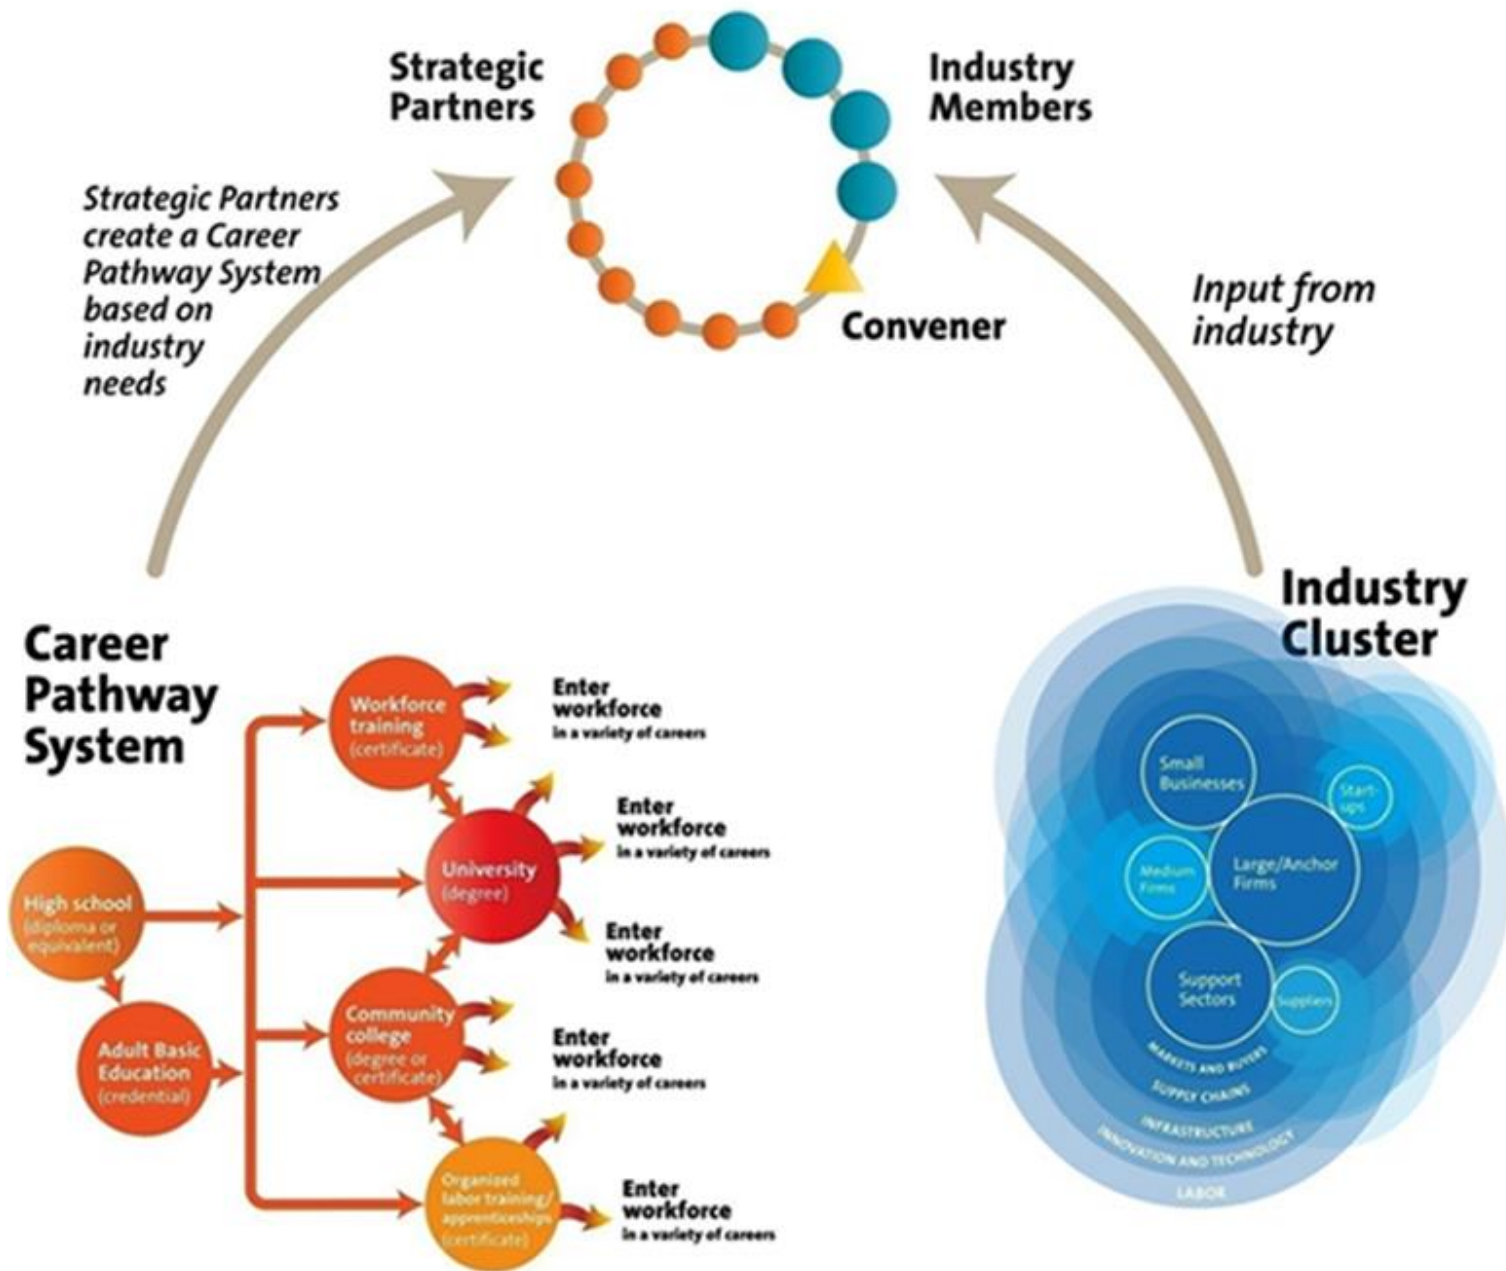 Strategic
Partners
Industry
Members
Convener
Strategic Partners
create a Career
Pathway System
based on
industry
needs
Input from
industry
Career
Pathway
System
High school
(diploma or
equivalent)
Adult Basic
Education
(credential)
Workforce
training
(certificate)
Enter
workforce
in a variety of careers
University
(degree)
Enter
workforce
in a variety of careers
Enter
workforce
in a variety of careers
Community
college
(degree or
certificate)
Enter
workforce
in a variety of careers
Organized
labor training/
apprenticeships
(certificate)
Enter
workforce
in a variety of careers
Industry
Cluster
Small
Businesses
Start-
ups
Medium
Firms
Large/Anchor
Firms
Support
Sectors
Suppliers
MARKETS AND BUYERS
SUPPLY CHAINS
INFRASTRUCTURE
INNOVATION AND TECHNOLOGY
LABOR